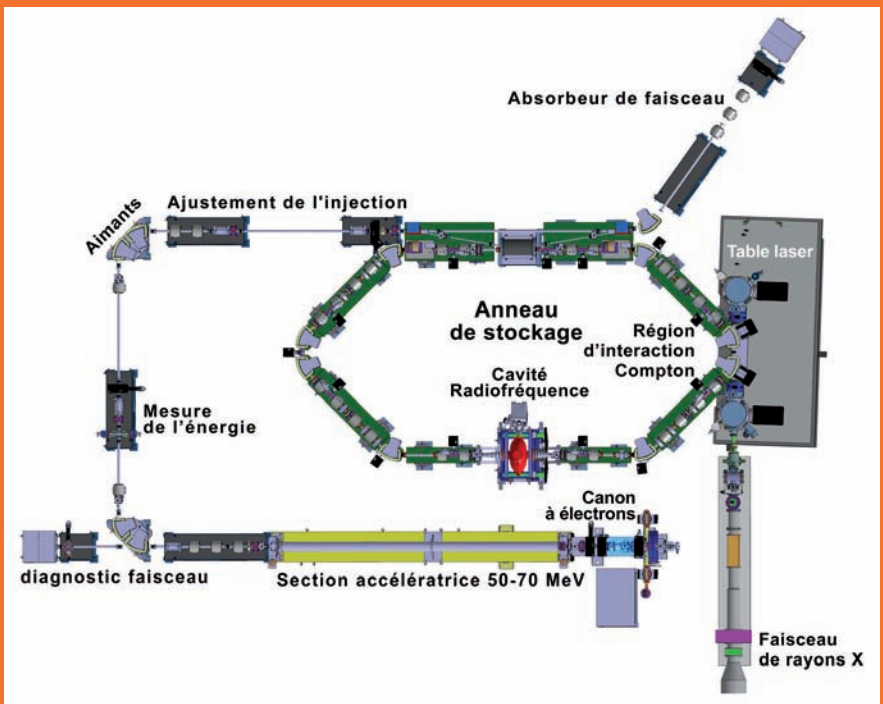 Absorbeur de faisceau
Ajustement de l'injection
Aimants
Table laser
Anneau
de stockage
Région
d'interaction
Compton
Cavité
Radiofréquence
Mesure
de l'énergie
Canon
à électrons
diagnostic faisceau
Section accélératrice 50-70 MeV
Faisceau
de rayons X